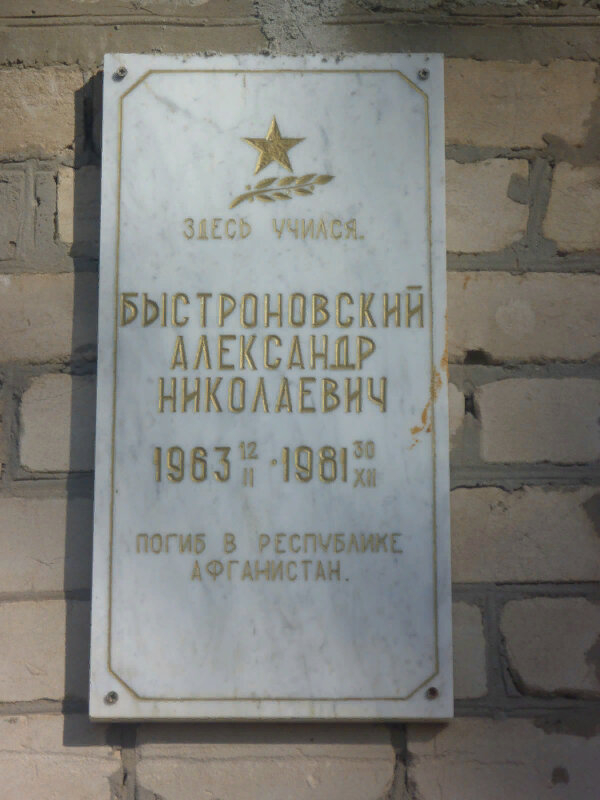 ЗДЕСЬ УЧИЛСЯ.
БЫСТРОНОВСКИЙ
АЛЕКСАНДР
НИКОЛАЕВИЧ
1963 12 II · 1981 30 XII
ПОГИБ В РЕСПУБЛИКЕ
АФГАНИСТАН.